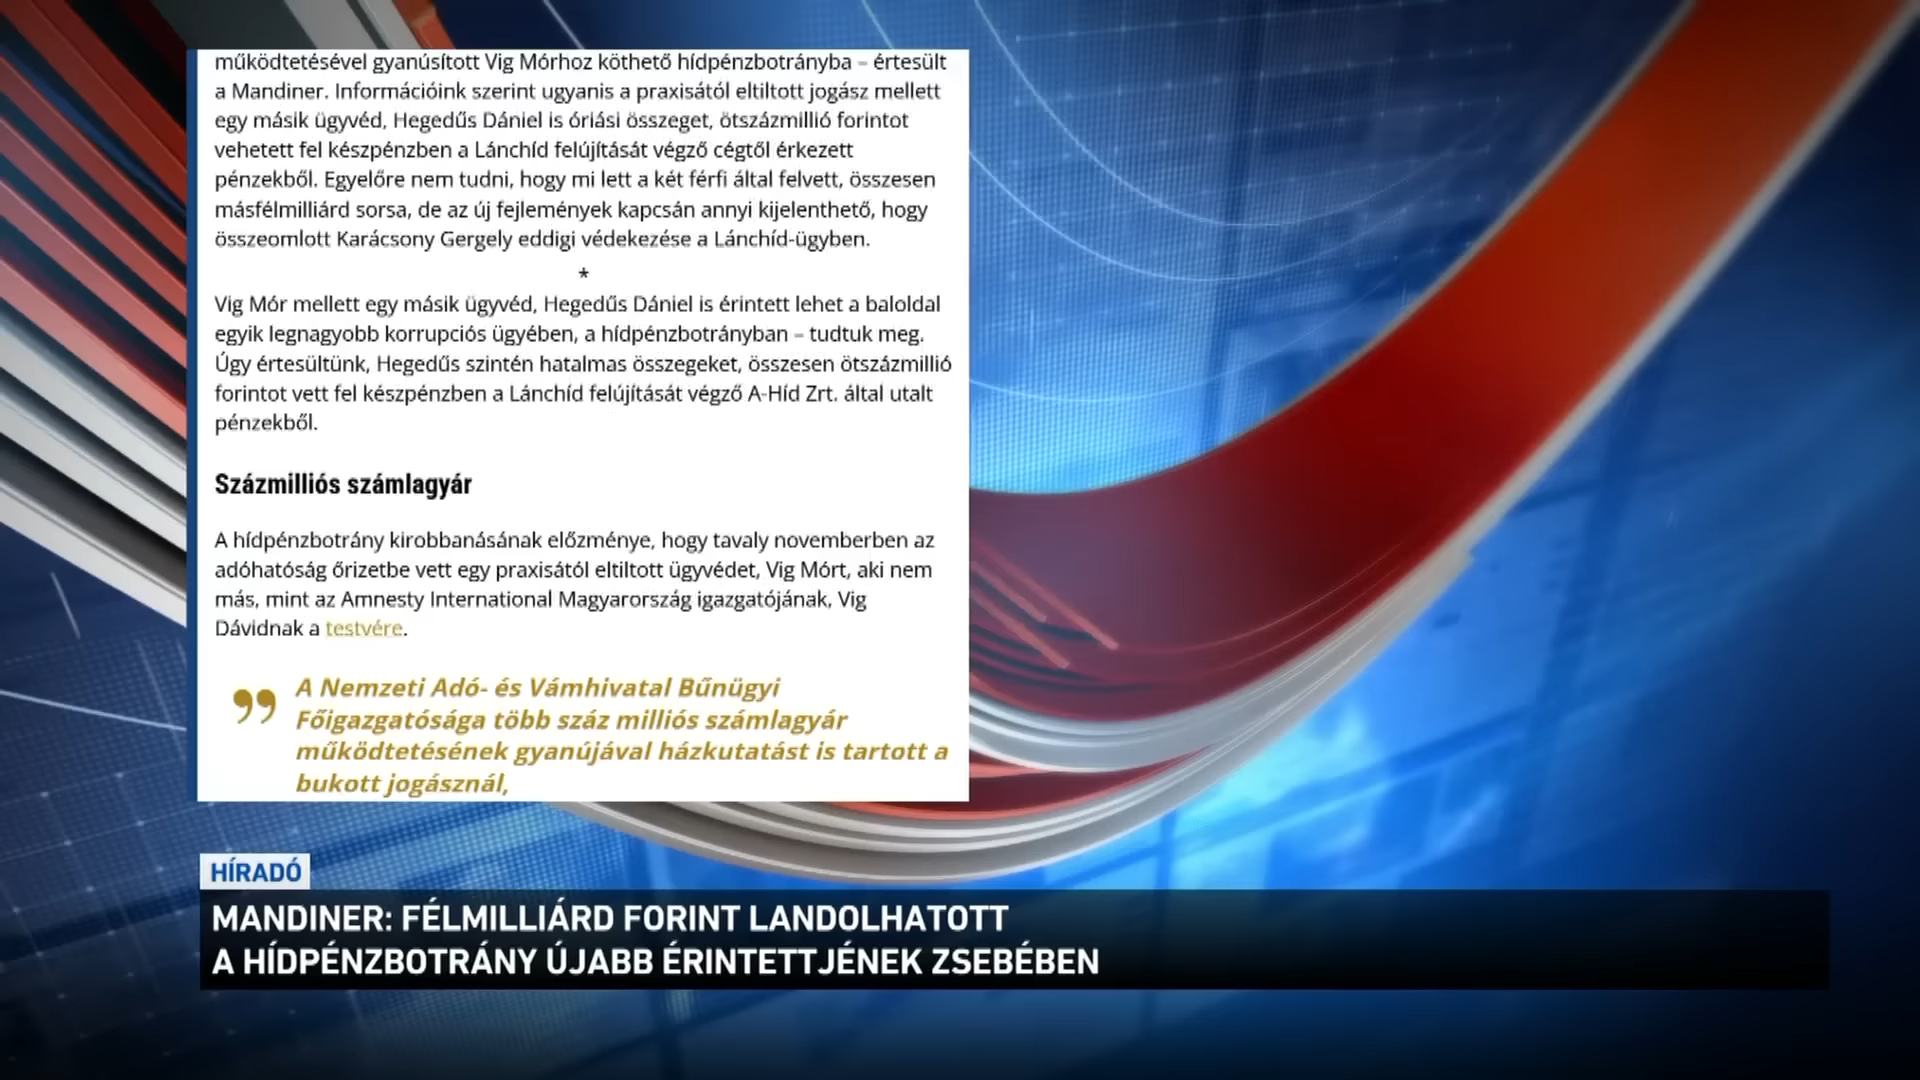 működtetésével gyanúsított Vig Mórhoz köthető hídpénzbotrányba – értesült
a Mandiner. Információink szerint ugyanis a praxisától eltiltott jogász mellett
egy másik ügyvéd, Hegedűs Dániel is óriási összeget, ötszázmillió forintot
vehetett fel készpénzben a Lánchíd felújítását végző cégtől érkezett
pénzekből. Egyelőre nem tudni, hogy mi lett a két férfi által felvett, összesen
másfélmilliárd sorsa, de az új fejlemények kapcsán annyi kijelenthető, hogy
összeomlott Karácsony Gergely eddigi védekezése a Lánchíd-ügyben.
*
Vig Mór mellett egy másik ügyvéd, Hegedűs Dániel is érintett lehet a baloldal
egyik legnagyobb korrupciós ügyében, a hídpénzbotrányban – tudtuk meg.
Úgy értesültünk, Hegedűs szintén hatalmas összegeket, összesen ötszázmillió
forintot vett fel készpénzben a Lánchíd felújítását végző A-Híd Zrt. által utalt
pénzekből.
Százmilliós számlagyár
A hídpénzbotrány kirobbanásának előzménye, hogy tavaly novemberben az
adóhatóság őrizetbe vett egy praxisától eltiltott ügyvédet, Vig Mórt, aki nem
más, mint az Amnesty International Magyarország igazgatójának, Vig
Dávidnak a testvére.
” A Nemzeti Adó- és Vámhivatal Bűnügyi
Főigazgatósága több száz milliós számlagyár
működtetésének gyanújával házkutatást is tartott a
bukott jogásznál,
HÍRADÓ
MANDINER: FÉLMILLIÁRD FORINT LANDOLHATOTT
A HÍDPÉNZBOTRÁNY ÚJABB ÉRINTETTJÉNEK ZSEBÉBEN